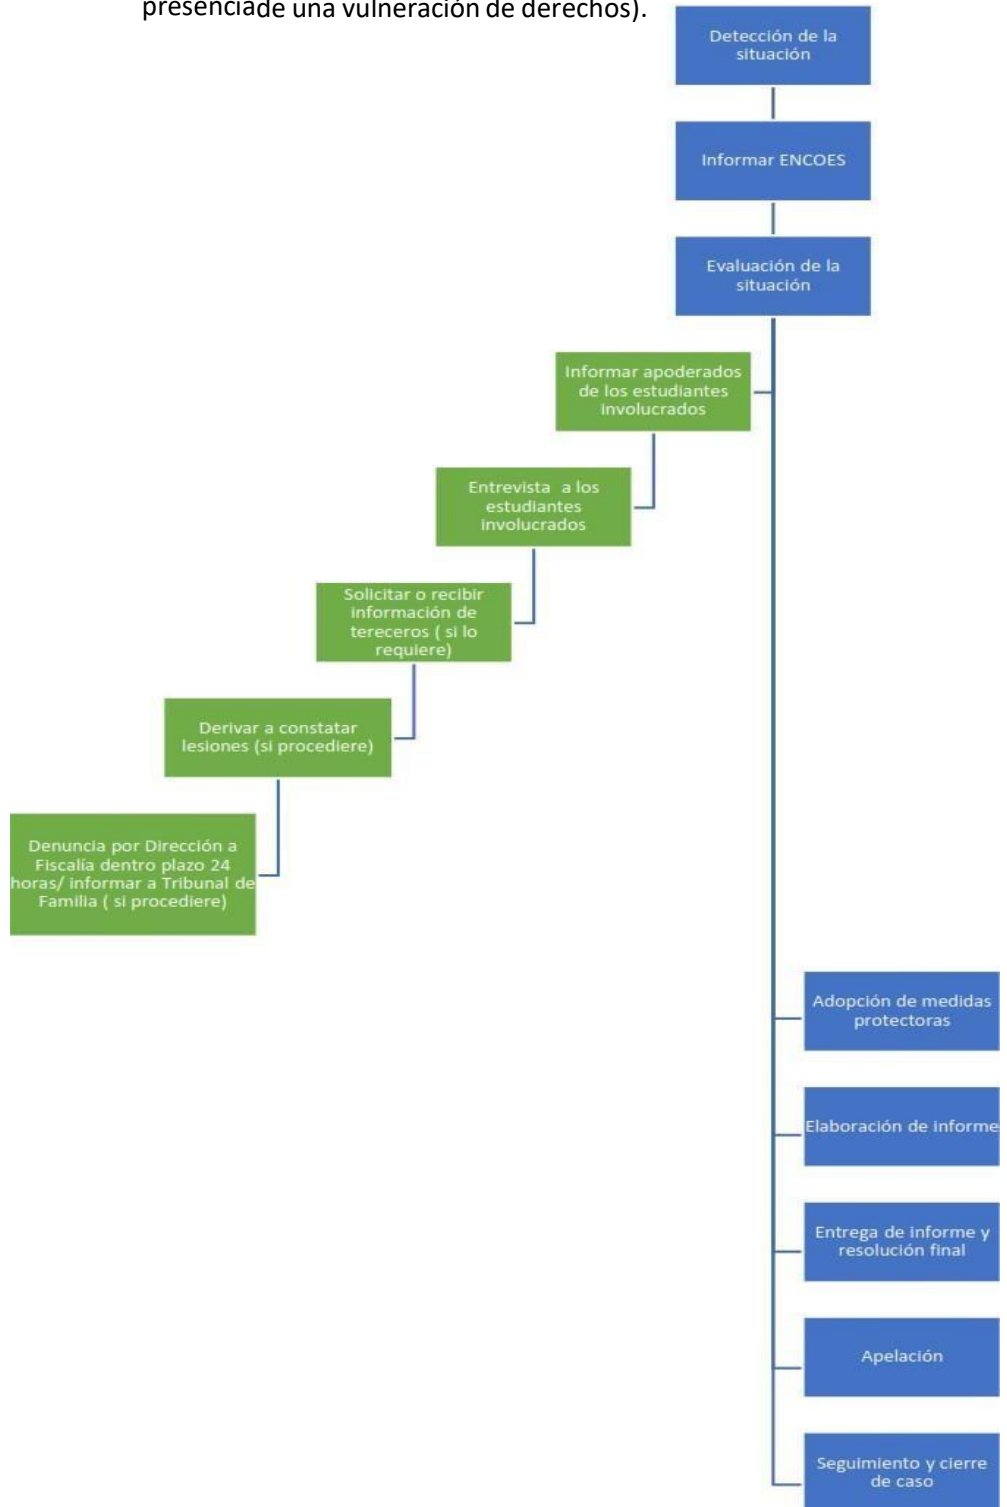 presenciade una vulneración de derechos).
Detección de la
situación
Informar ENCOES
Evaluación de la
situación
Informar apoderados
de los estudiantes
involucrados
Entrevista a los
estudiantes
involucrados
Solicitar o recibir
información de
tereceros ( si lo
requiere)
Derivar a constatar
lesiones (si procediere)
Denuncia por Dirección a
Fiscalía dentro plazo 24
horas/ informar a Tribunal de
Familia ( si procediere)
Adopción de medidas
protectoras
Elaboración de informe
Entrega de informe y
resolución final
Apelación
Seguimiento y cierre
de caso